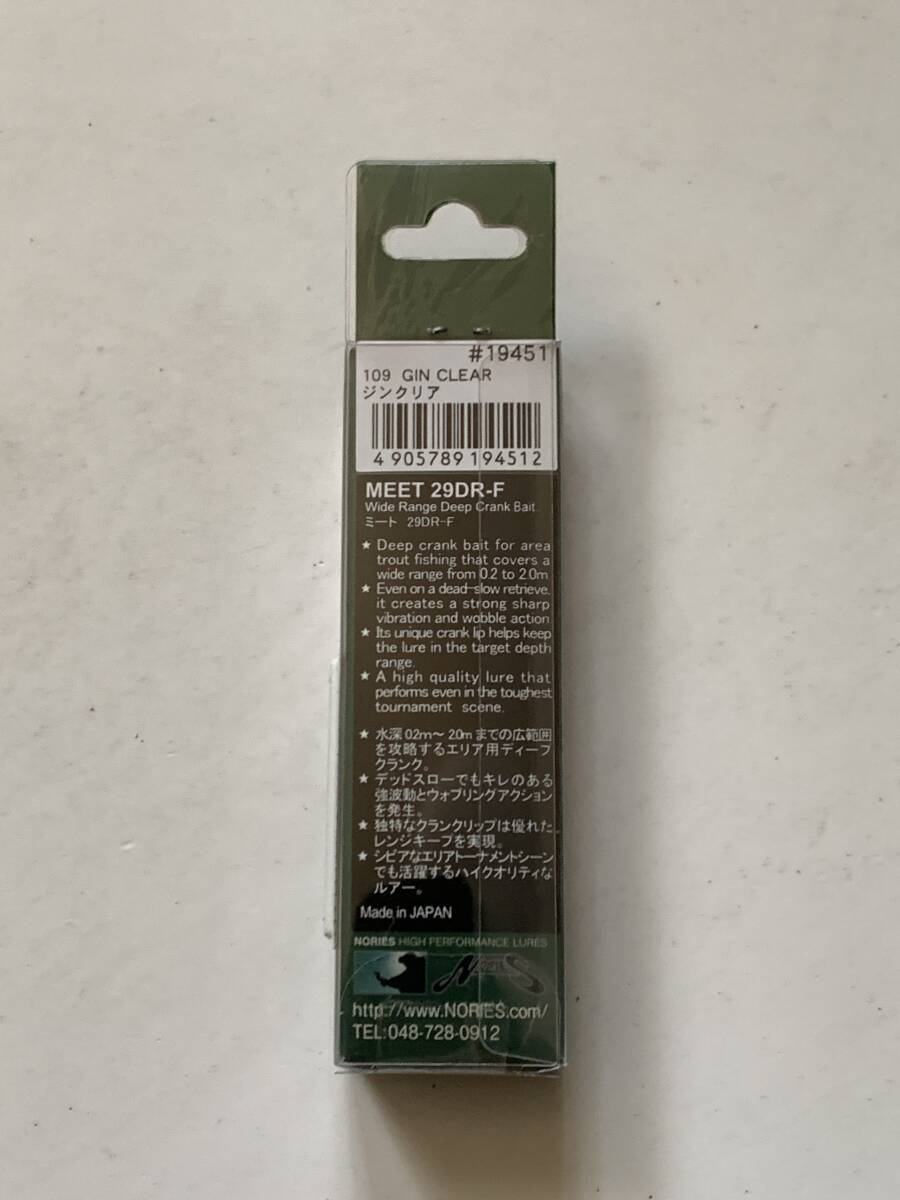 #19451
109 GIN CLEAR
ジンクリア
4 905789 194512
MEET 29DR-F
Wide Range Deep Crank Bait
ミート 29DR-F
★ Deep crank bait for area
trout fishing that covers a
wide range from 0.2 to 2.0m
★ Even on a dead-slow retrieve,
it creates a strong sharp
vibration and wobble action.
★ Its unique crank lip helps keep
the lure in the target depth
range.
★ A high quality lure that
performs even in the toughest
tournament scene.
★ 水深0.2m〜2.0mまでの広範囲
を攻略するエリア用ディープ
クランク。
★ デッドスローでもキレのある
強波動とウォブリングアクション
を発生。
★ 独特なクランクリップは優れた
レンジキープを実現。
★ シビアなエリアトーナメントシーン
でも活躍するハイクオリティな
ルアー。
Made in JAPAN
NORIES HIGH PERFORMANCE LURES
NORIES
http://www.NORIES.com/
TEL:048-728-0912